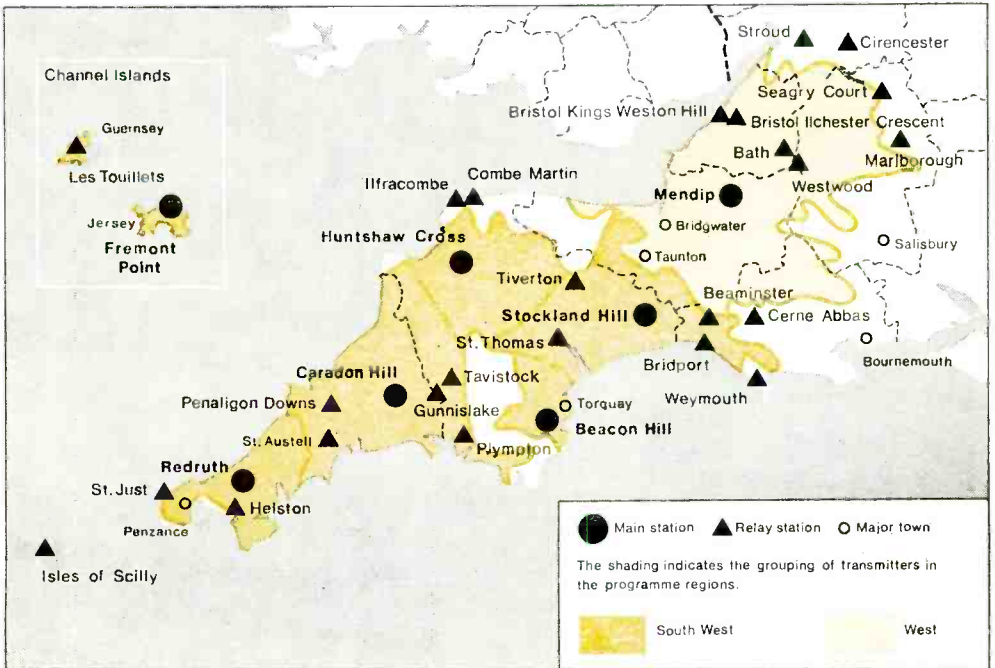 Stroud
Cirencester
Channel Islands
Seagry Court
Bristol Kings Weston Hill
Bristol Ilchester Crescent
Guernsey
Bath
Marlborough
Les Touillets
Ilfracombe
Combe Martin
Mendip
Westwood
Jersey
Fremont
Point
Huntshaw Cross
Bridgwater
Salisbury
Taunton
Tiverton
Beaminster
Stockland Hill
Cerne Abbas
St. Thomas
Bridport
Bournemouth
Caradon Hill
Tavistock
Weymouth
Penaligon Downs
Gunnislake
Torquay
Beacon Hill
St. Austell
Plympton
Redruth
St. Just
Helston
Penzance
Isles of Scilly
Main station
Relay station
Major town
The shading indicates the grouping of transmitters in
the programme regions.
South West
West